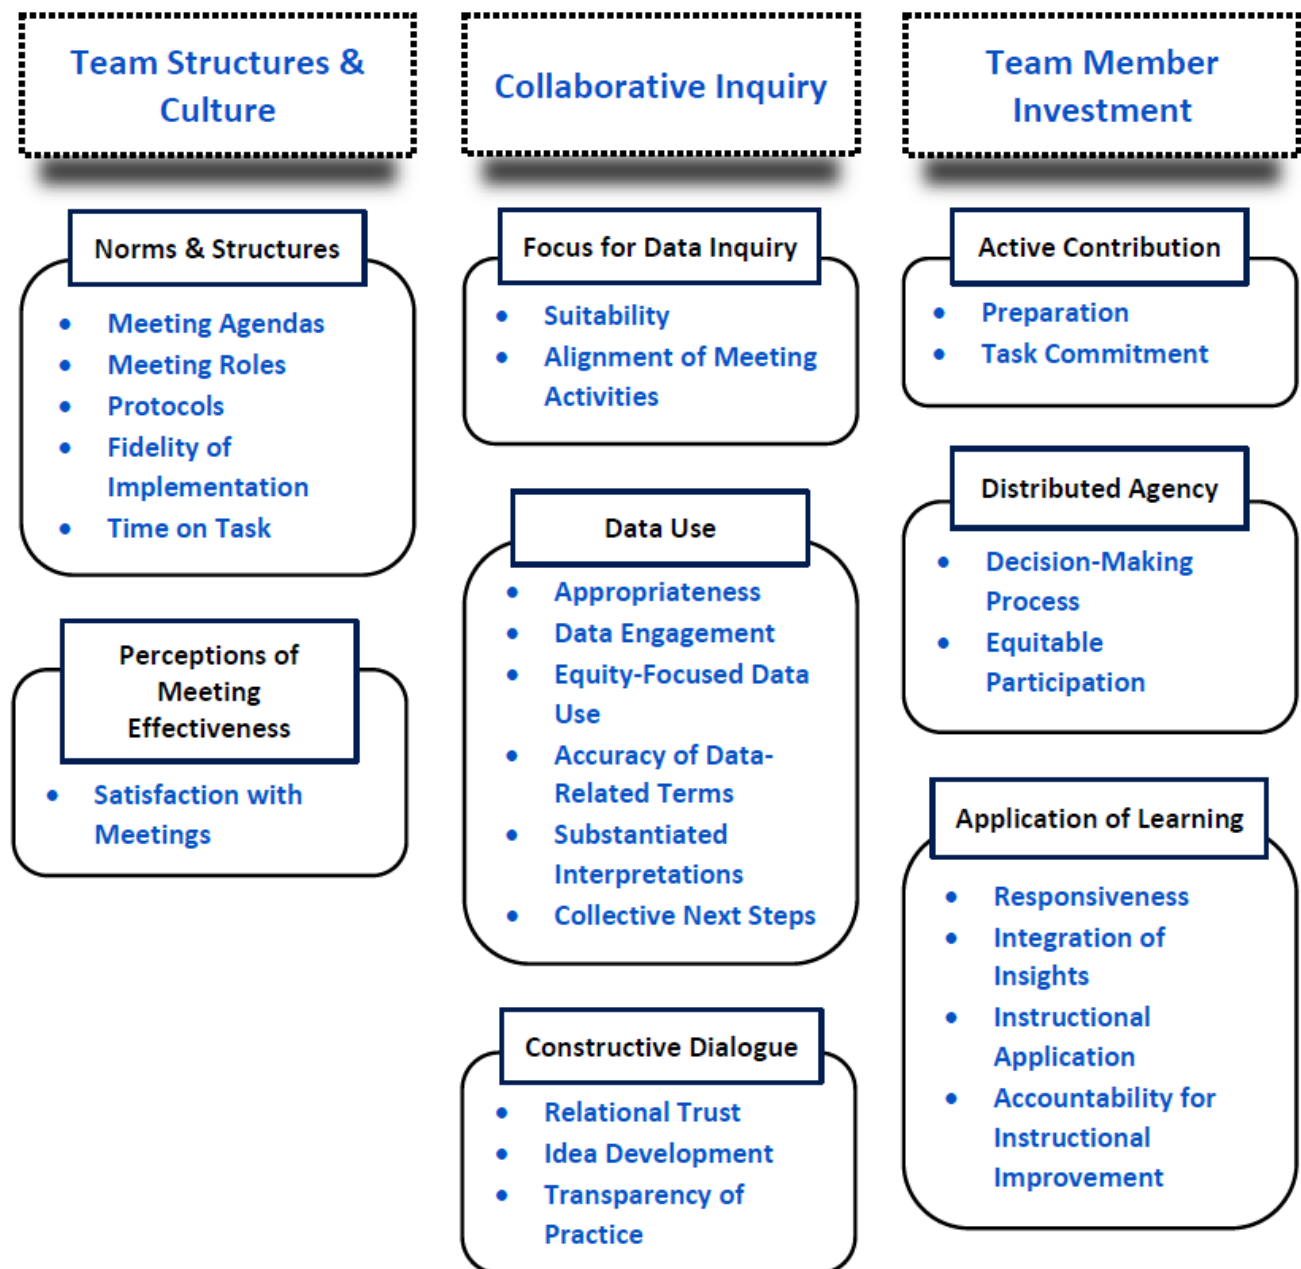 Team Structures &
Culture
Norms & Structures
• Meeting Agendas
• Meeting Roles
• Protocols
• Fidelity of
Implementation
• Time on Task
Perceptions of
Meeting
Effectiveness
• Satisfaction with
Meetings
Collaborative Inquiry
Focus for Data Inquiry
• Suitability
• Alignment of Meeting
Activities
Data Use
• Appropriateness
• Data Engagement
• Equity-Focused Data
Use
• Accuracy of Data-
Related Terms
• Substantiated
Interpretations
• Collective Next Steps
Constructive Dialogue
• Relational Trust
• Idea Development
• Transparency of
Practice
Team Member
Investment
Active Contribution
• Preparation
• Task Commitment
Distributed Agency
• Decision-Making
Process
• Equitable
Participation
Application of Learning
• Responsiveness
• Integration of
Insights
• Instructional
Application
• Accountability for
Instructional
Improvement